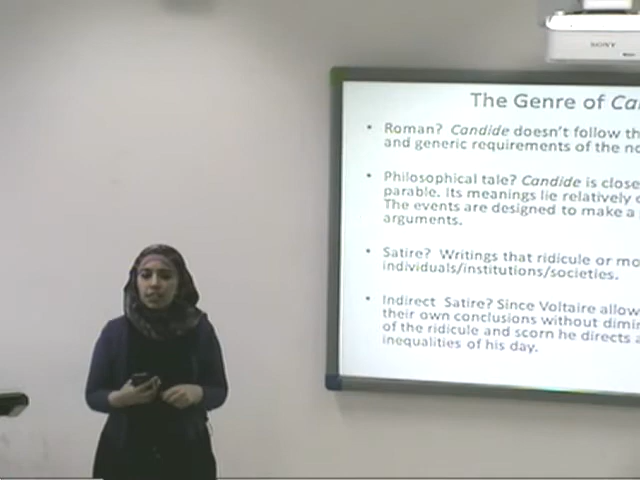 SONY
The Genre of Ca
• Roman? Candide doesn't follow th
and generic requirements of the no
• Philosophical tale? Candide is close
parable. Its meanings lie relatively
The events are designed to make a
arguments.
• Satire? Writings that ridicule or mo
individuals/institutions/societies.
• Indirect Satire? Since Voltaire allow
their own conclusions without dimin
of the ridicule and scorn he directs a
inequalities of his day.